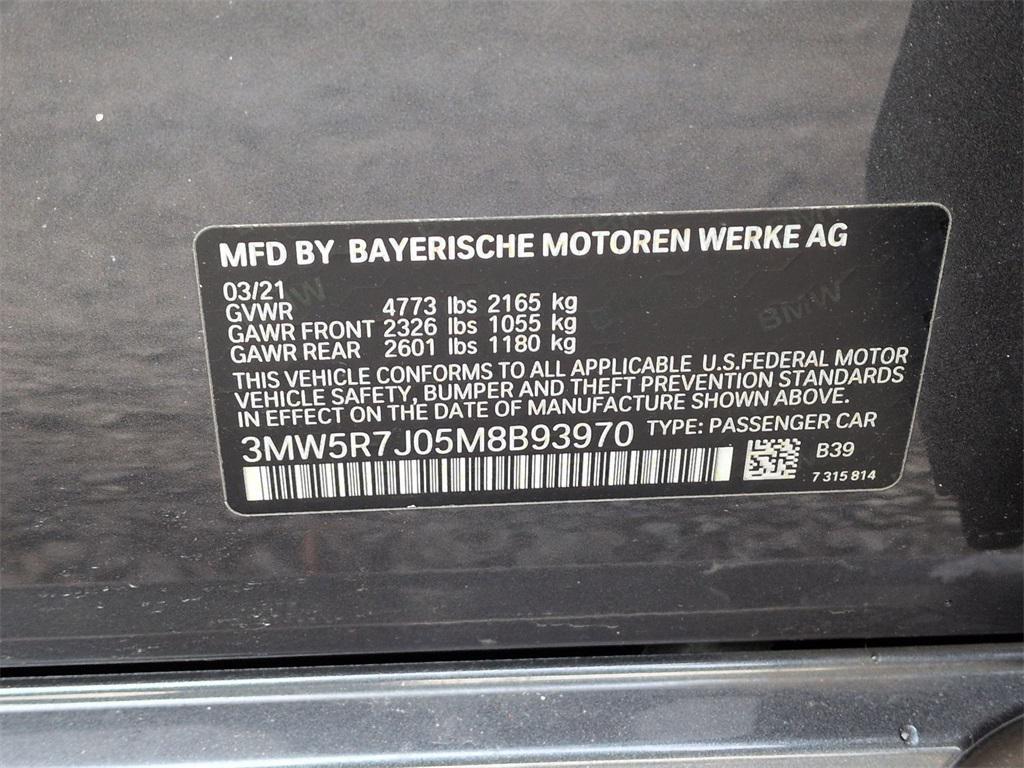 MFD BY BAYERISCHE MOTOREN WERKE AG
03/21
GVWR 4773 lbs 2165 kg
GAWR FRONT 2326 lbs 1055 kg
GAWR REAR 2601 lbs 1180 kg
THIS VEHICLE CONFORMS TO ALL APPLICABLE U.S.FEDERAL MOTOR
VEHICLE SAFETY, BUMPER AND THEFT PREVENTION STANDARDS
IN EFFECT ON THE DATE OF MANUFACTURE SHOWN ABOVE.
3MW5R7J05M8B93970 TYPE: PASSENGER CAR
B39
7 315 814
BMW